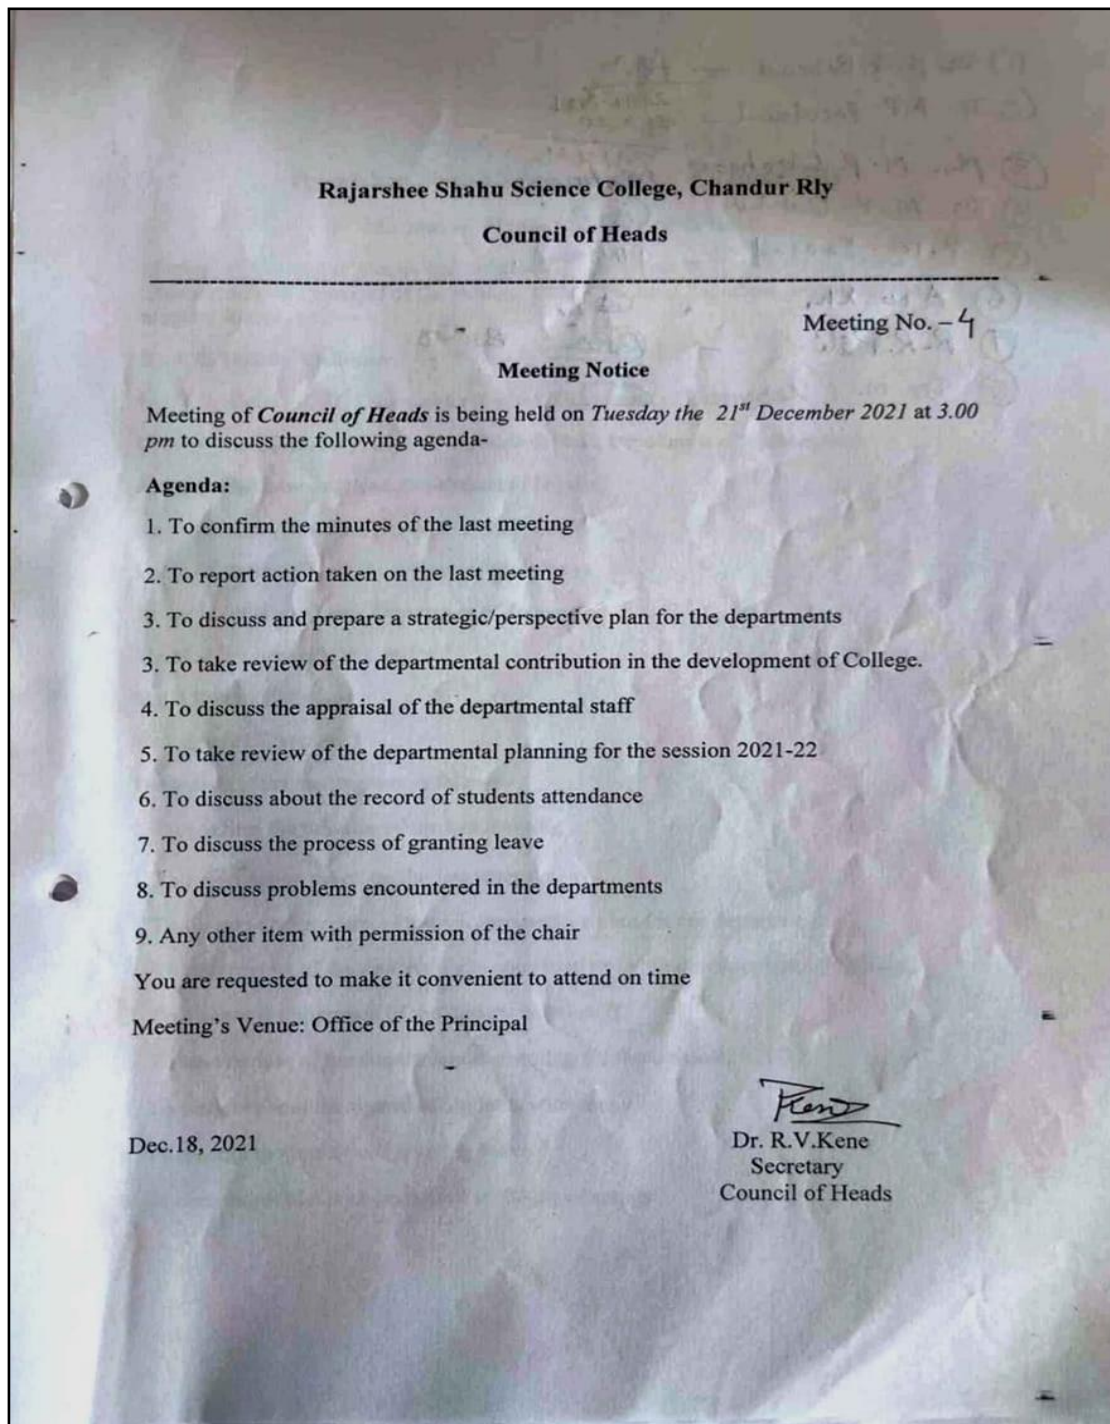 Rajarshee Shahu Science College, Chandur Rly
Council of Heads
Meeting No. – 4
Meeting Notice
Meeting of Council of Heads is being held on Tuesday the 21st December 2021 at 3.00
pm to discuss the following agenda-
Agenda:
1. To confirm the minutes of the last meeting
2. To report action taken on the last meeting
3. To discuss and prepare a strategic/perspective plan for the departments
3. To take review of the departmental contribution in the development of College.
4. To discuss the appraisal of the departmental staff
5. To take review of the departmental planning for the session 2021-22
6. To discuss about the record of students attendance
7. To discuss the process of granting leave
8. To discuss problems encountered in the departments
9. Any other item with permission of the chair
You are requested to make it convenient to attend on time
Meeting's Venue: Office of the Principal
Dec.18, 2021
Dr. R.V.Kene
Secretary
Council of Heads